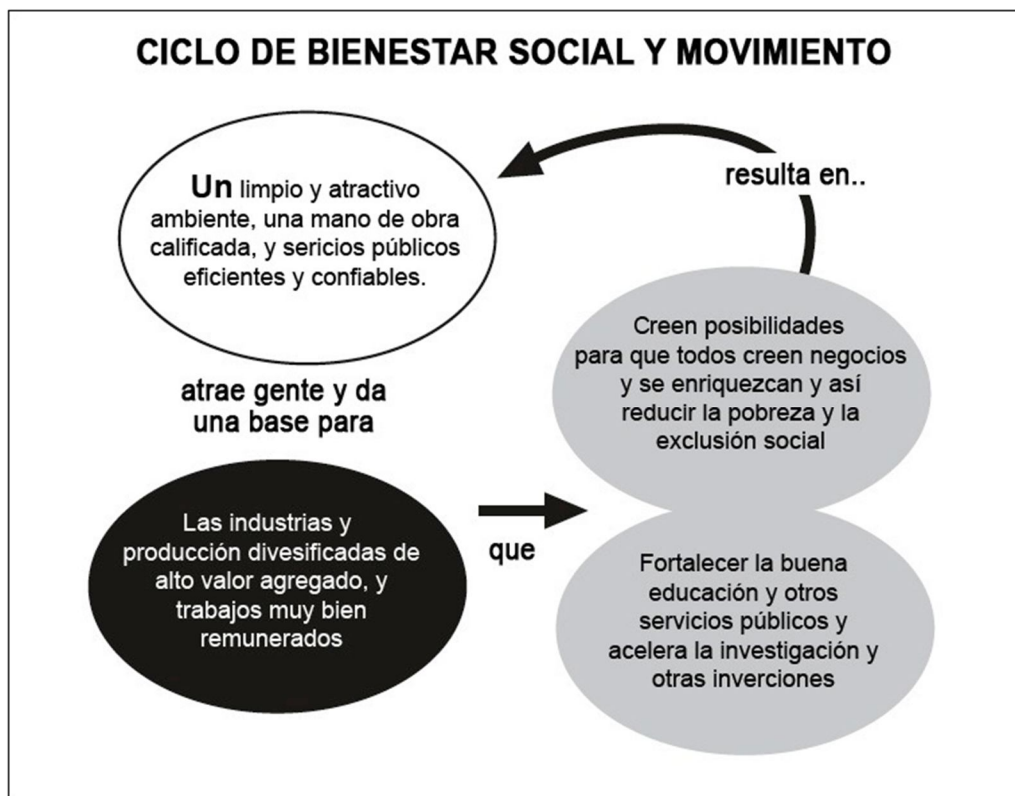 CICLO DE BIENESTAR SOCIAL Y MOVIMIENTO
Un limpio y atractivo
ambiente, una mano de obra
calificada, y sericios públicos
eficientes y confiables.
atrae gente y da
una base para
Las industrias y
producción divesificadas de
alto valor agregado, y
trabajos muy bien
remunerados
que
Creen posibilidades
para que todos creen negocios
y se enriquezcan y así
reducir la pobreza y la
exclusión social
Fortalecer la buena
educación y otros
servicios públicos y
acelera la investigación y
otras inverciones
resulta en..